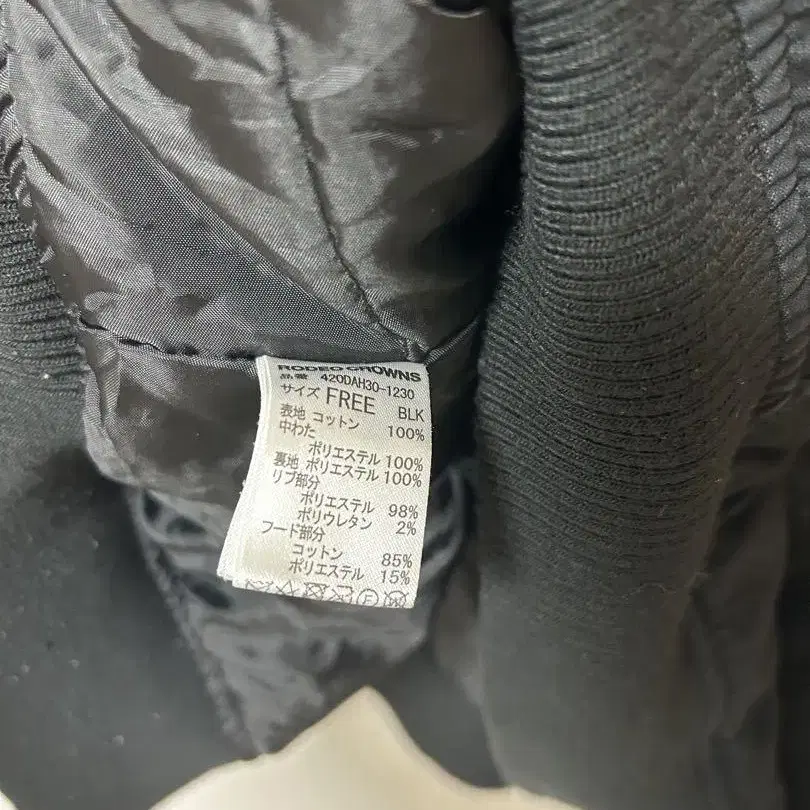 RODEO CROWNS
品番 420DAH30-1230
サイズ FREE BLK
表地 コットン 100%
中わた
ポリエステル 100%
裏地 ポリエステル 100%
リブ部分
ポリエステル 98%
ポリウレタン 2%
フード部分
コットン 85%
ポリエステル 15%